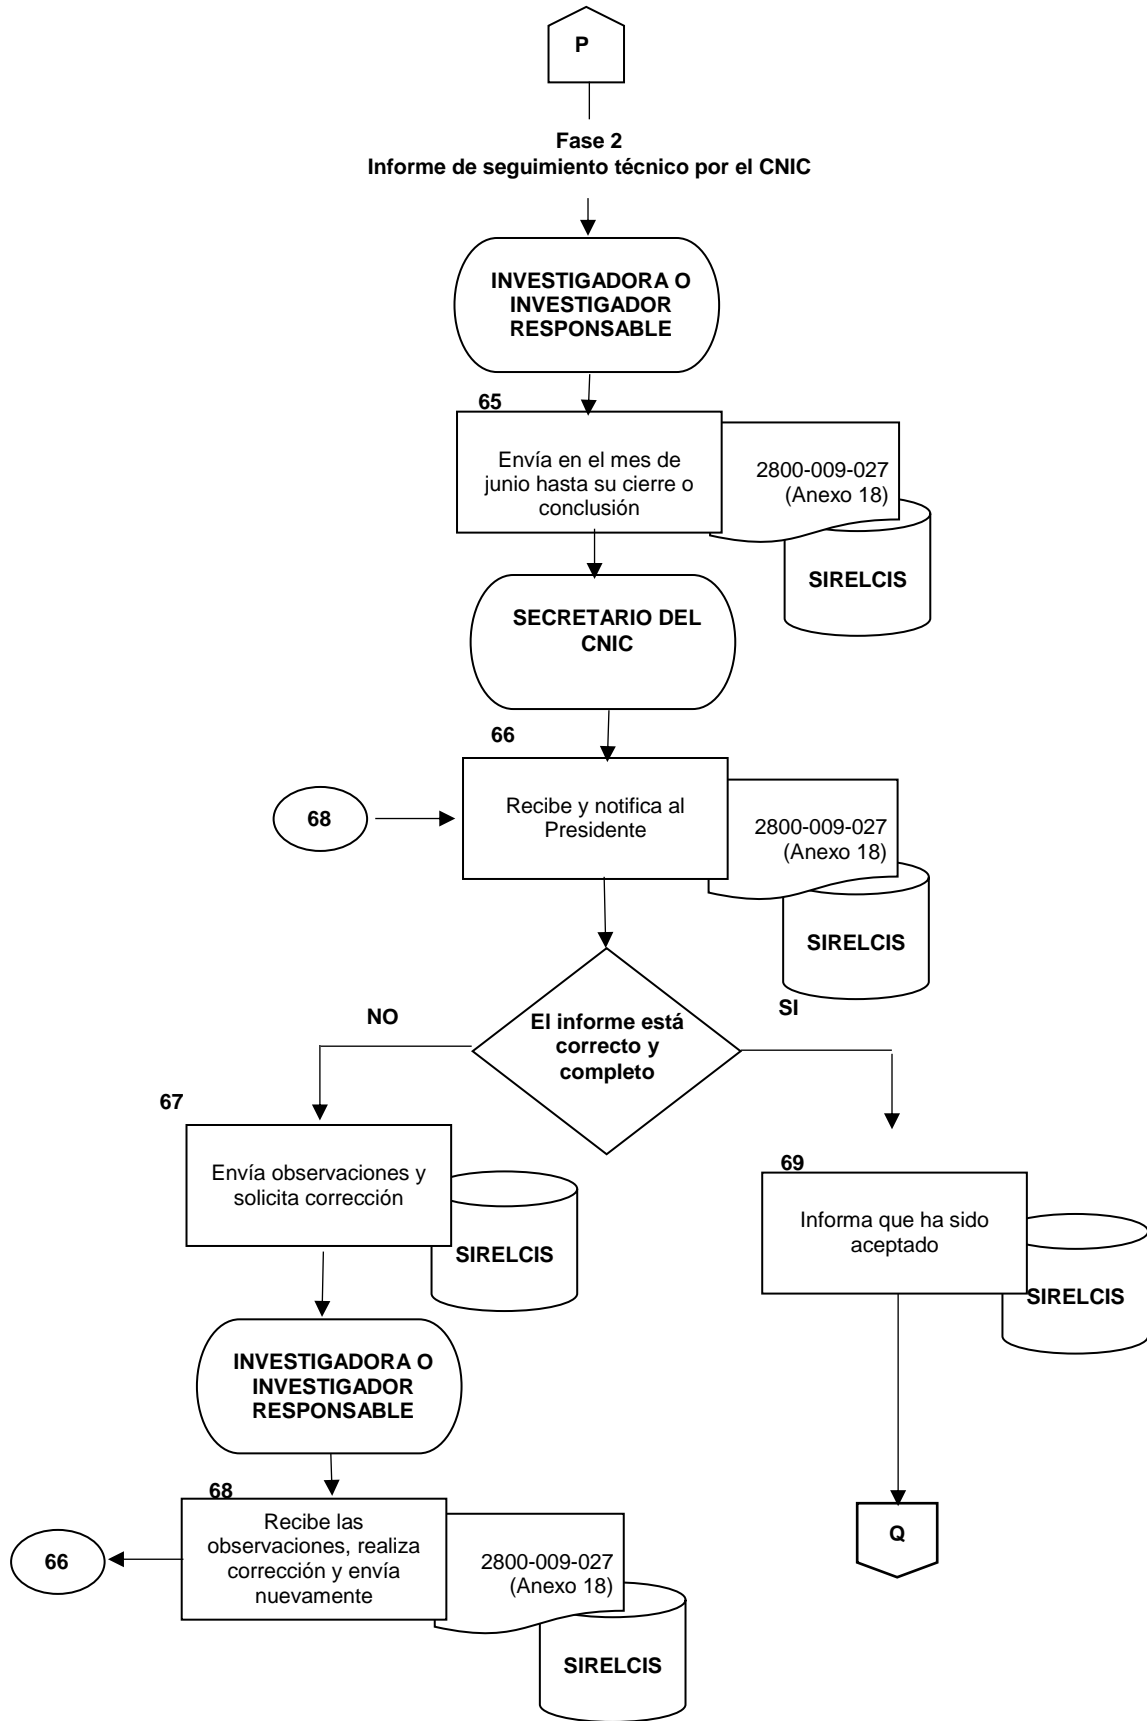 P
Fase 2
Informe de seguimiento técnico por el CNIC
INVESTIGADORA O
INVESTIGADOR
RESPONSABLE
65
Envía en el mes de
junio hasta su cierre o
conclusión
2800-009-027
(Anexo 18)
SIRELCIS
SECRETARIO DEL
CNIC
66
68
Recibe y notifica al
Presidente
2800-009-027
(Anexo 18)
SIRELCIS
NO
El informe está
correcto y
completo
SI
67
Envía observaciones y
solicita corrección
SIRELCIS
69
Informa que ha sido
aceptado
SIRELCIS
INVESTIGADORA O
INVESTIGADOR
RESPONSABLE
68
Recibe las
observaciones, realiza
corrección y envía
nuevamente
66
2800-009-027
(Anexo 18)
SIRELCIS
Q